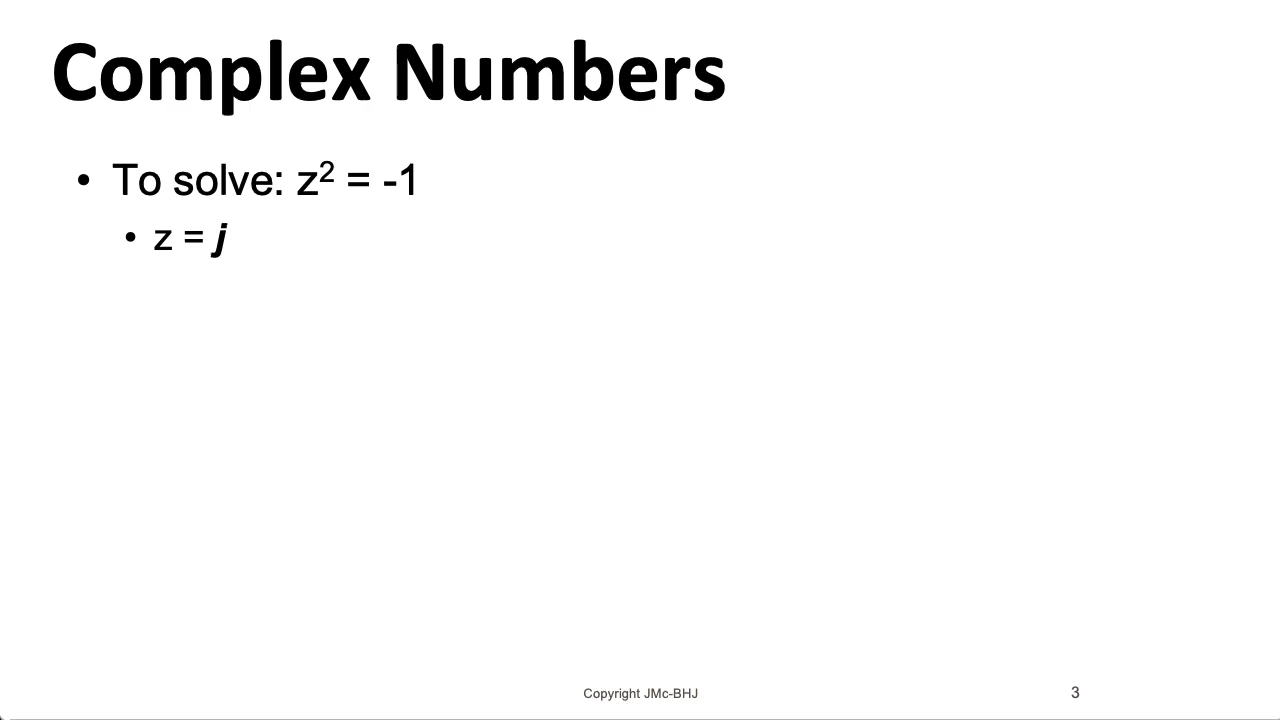 Complex Numbers
• To solve: z² = -1
• z = j
Copyright JMc-BHJ
3